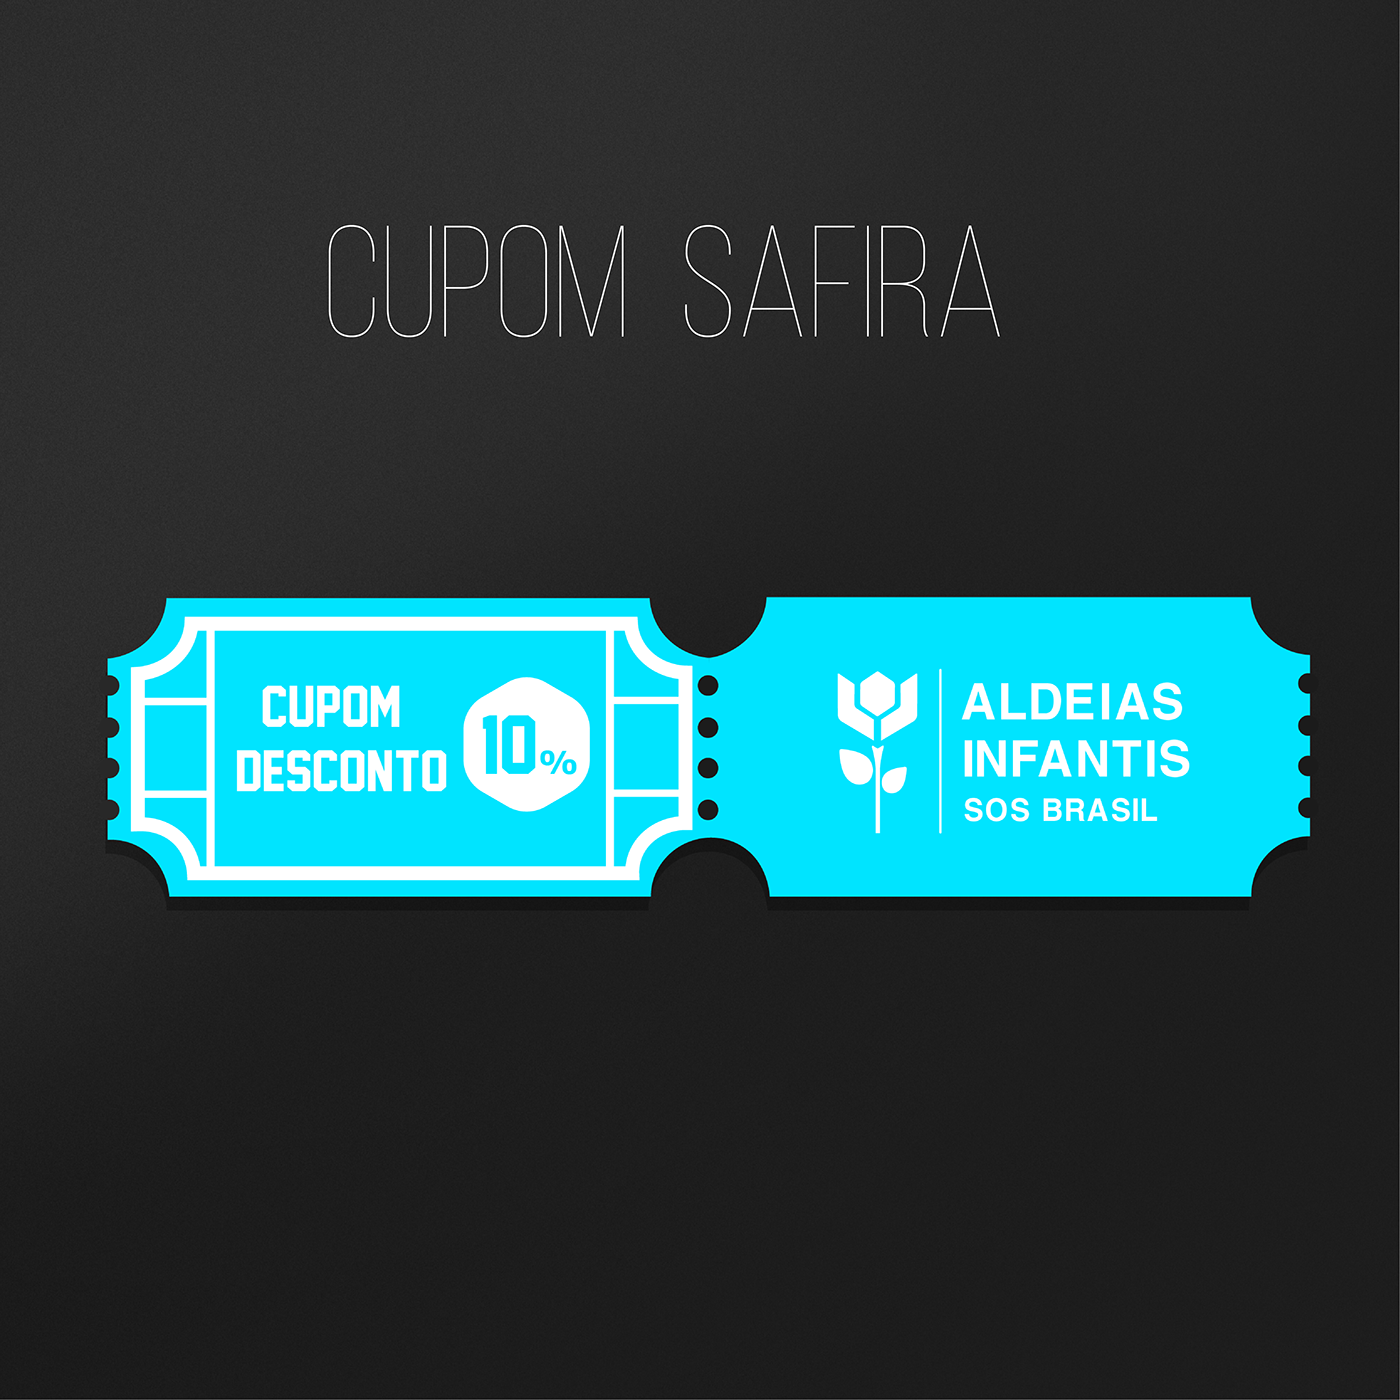 CUPOM SAFIRA
CUPOM
DESCONTO
10%
ALDEIAS
INFANTIS
SOS BRASIL